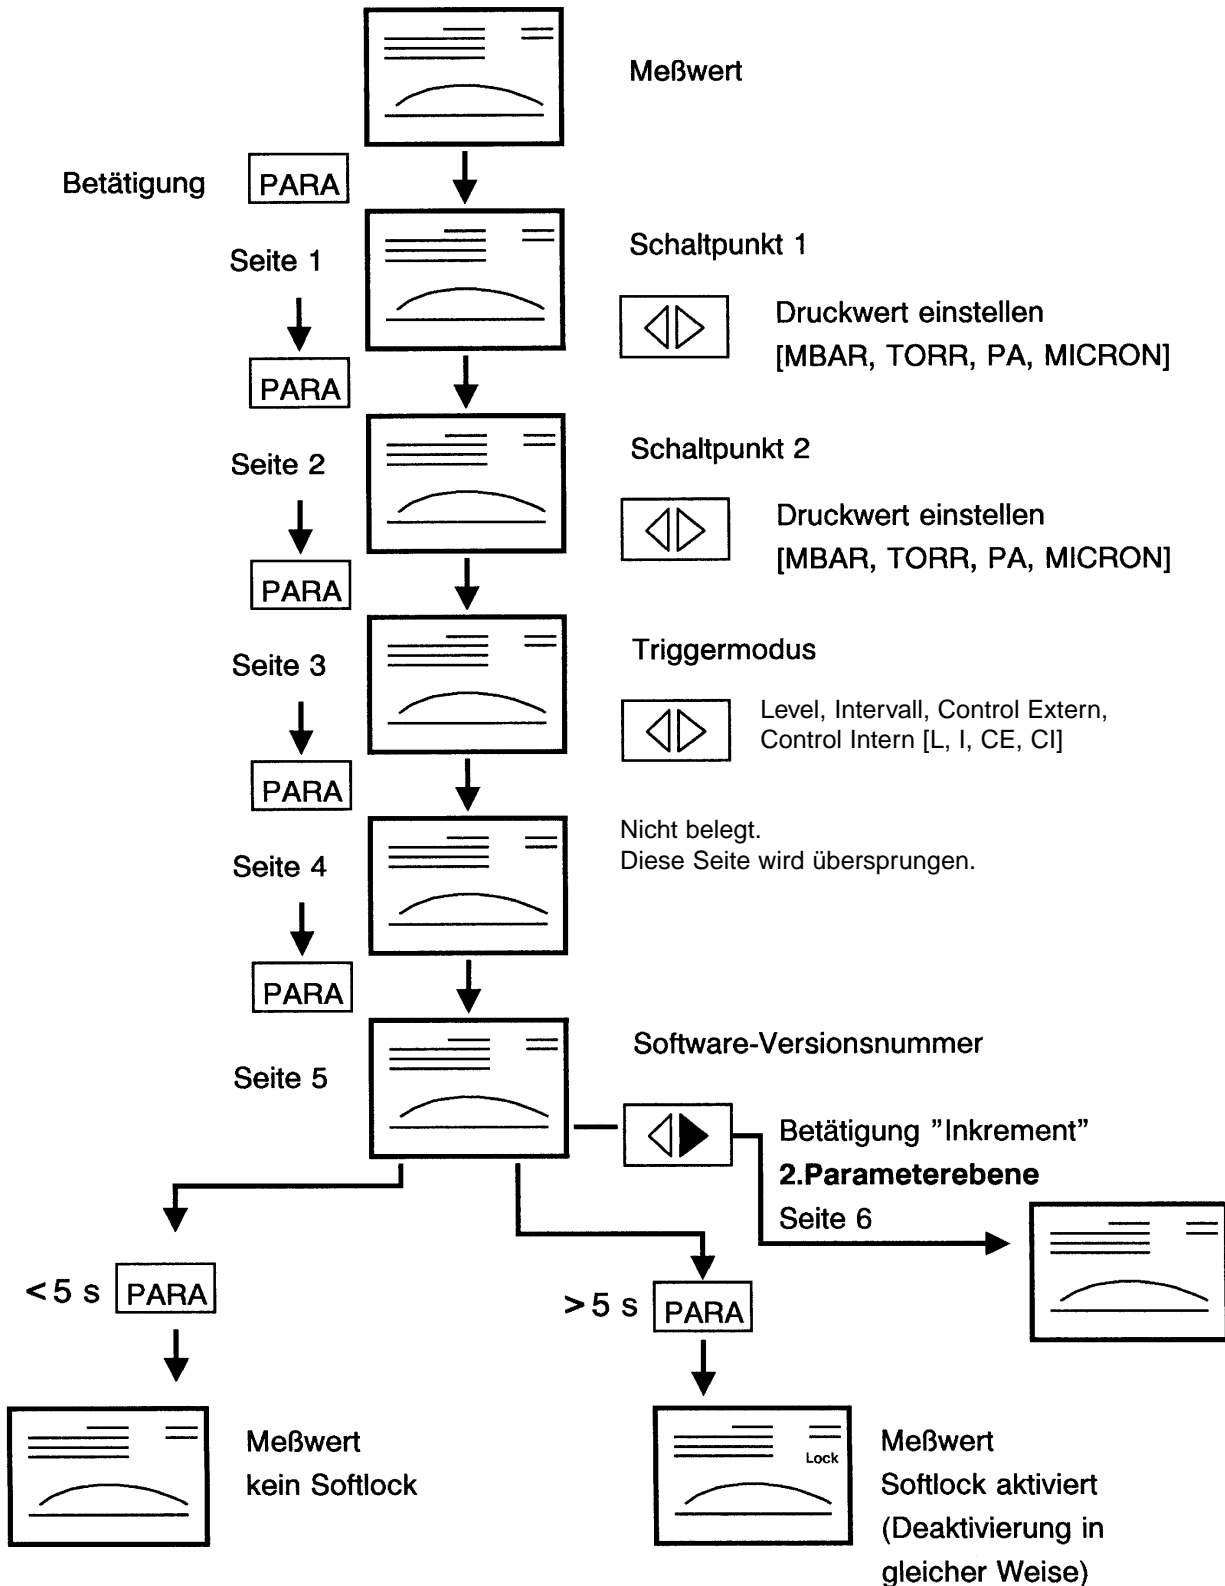 Meßwert
Betätigung PARA
Seite 1
Schaltpunkt 1
Druckwert einstellen
[MBAR, TORR, PA, MICRON]
PARA
Seite 2
Schaltpunkt 2
Druckwert einstellen
[MBAR, TORR, PA, MICRON]
PARA
Seite 3
Triggermodus
Level, Intervall, Control Extern,
Control Intern [L, I, CE, CI]
PARA
Seite 4
Nicht belegt.
Diese Seite wird übersprungen.
PARA
Seite 5
Software-Versionsnummer
Betätigung ”Inkrement”
2.Parameterebene
Seite 6
<5 s PARA
>5 s PARA
Meßwert
kein Softlock
Lock
Meßwert
Softlock aktiviert
(Deaktivierung in
gleicher Weise)